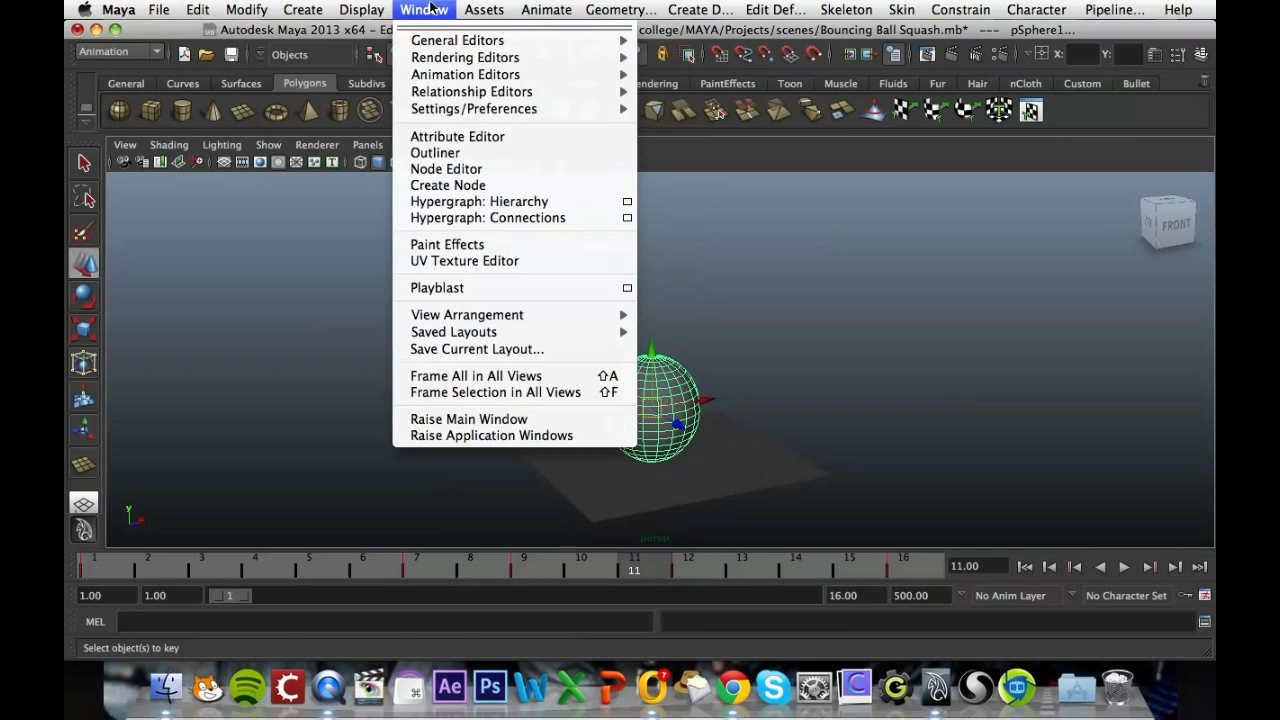 Maya File Edit Modify Create Display Window Assets Animate Geometry... Create D... Edit Def... Skeleton Skin Constrain Character Pipeline... Help
Autodesk Maya 2013 x64 – Ed college/MAYA/Projects/scenes/Bouncing Ball Squash.mb* --- pSphere1...
Animation Objects X: Y:
General Curves Surfaces Polygons Subdivs PaintEffects Toon Muscle Fluids Fur Hair nCloth Custom Bullet
View Shading Lighting Show Renderer Panels
General Editors
Rendering Editors
Animation Editors
Relationship Editors
Settings/Preferences
Attribute Editor
Outliner
Node Editor
Create Node
Hypergraph: Hierarchy
Hypergraph: Connections
Paint Effects
UV Texture Editor
Playblast
View Arrangement
Saved Layouts
Save Current Layout...
Frame All in All Views ⇧A
Frame Selection in All Views ⇧F
Raise Main Window
Raise Application Windows
FRONT
y
persp
1 2 3 4 5 6 7 8 9 10 11 12 13 14 15 16
11 11.00
1.00 1.00 1 16.00 500.00 No Anim Layer No Character Set
MEL
Select object(s) to key
Ae Ps W X P 7 S C G